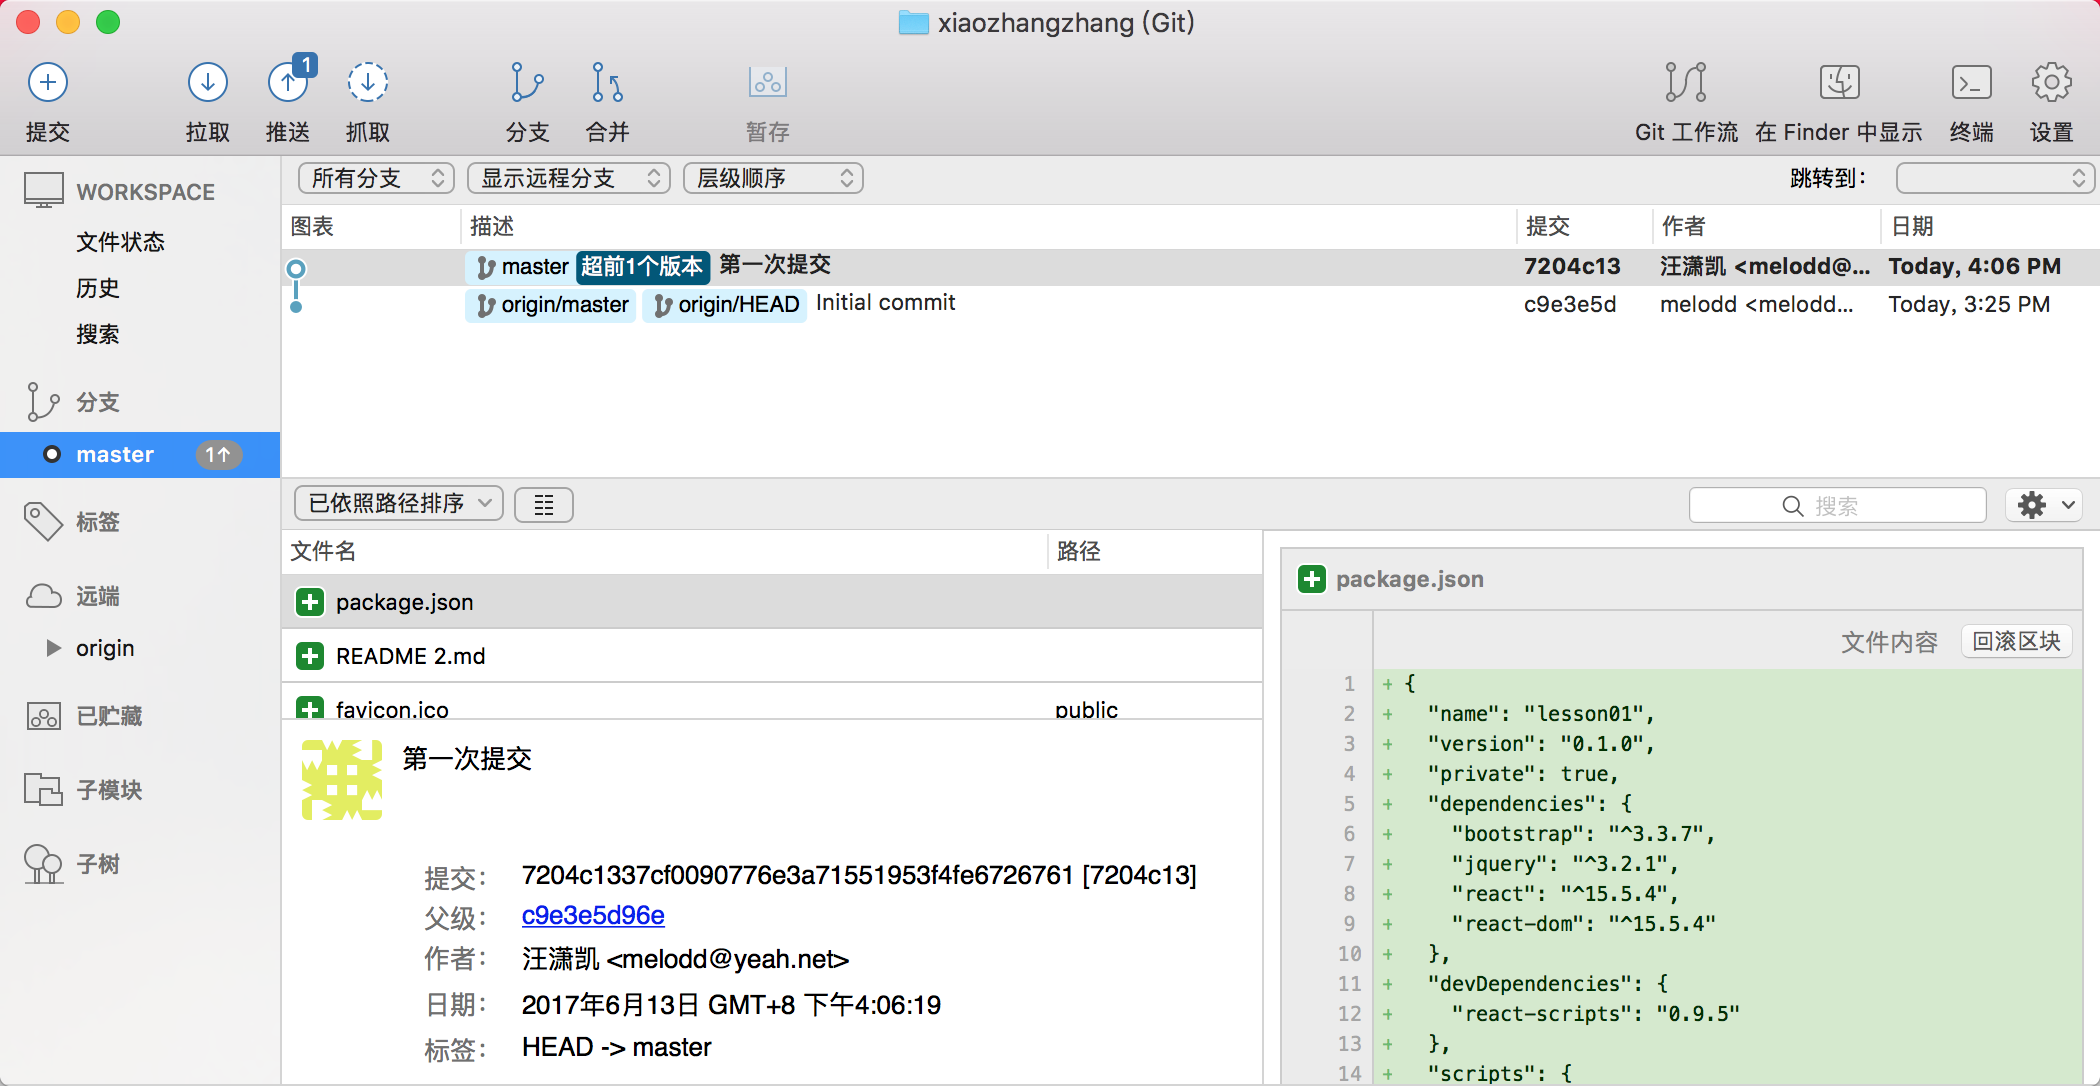 xiaozhangzhang (Git)
1
提交 拉取 推送 抓取 分支 合并 暂存 Git 工作流 在 Finder 中显示 终端 设置
WORKSPACE
文件状态
历史
搜索
分支
master 1↑
标签
远端
origin
已贮藏
子模块
子树
所有分支 显示远程分支 层级顺序 跳转到：
图表 描述 提交 作者 日期
master 超前1个版本 第一次提交 7204c13 汪潇凯 <melodd@... Today, 4:06 PM
origin/master origin/HEAD Initial commit c9e3e5d melodd <melodd... Today, 3:25 PM
已依照路径排序 搜索
文件名 路径
package.json
README 2.md
favicon.ico public
第一次提交
提交： 7204c1337cf0090776e3a71551953f4fe6726761 [7204c13]
父级： c9e3e5d96e
作者： 汪潇凯 <melodd@yeah.net>
日期： 2017年6月13日 GMT+8 下午4:06:19
标签： HEAD -> master
package.json
文件内容 回滚区块
1 + {
2 + "name": "lesson01",
3 + "version": "0.1.0",
4 + "private": true,
5 + "dependencies": {
6 + "bootstrap": "^3.3.7",
7 + "jquery": "^3.2.1",
8 + "react": "^15.5.4",
9 + "react-dom": "^15.5.4"
10 + },
11 + "devDependencies": {
12 + "react-scripts": "0.9.5"
13 + },
14 + "scripts": {